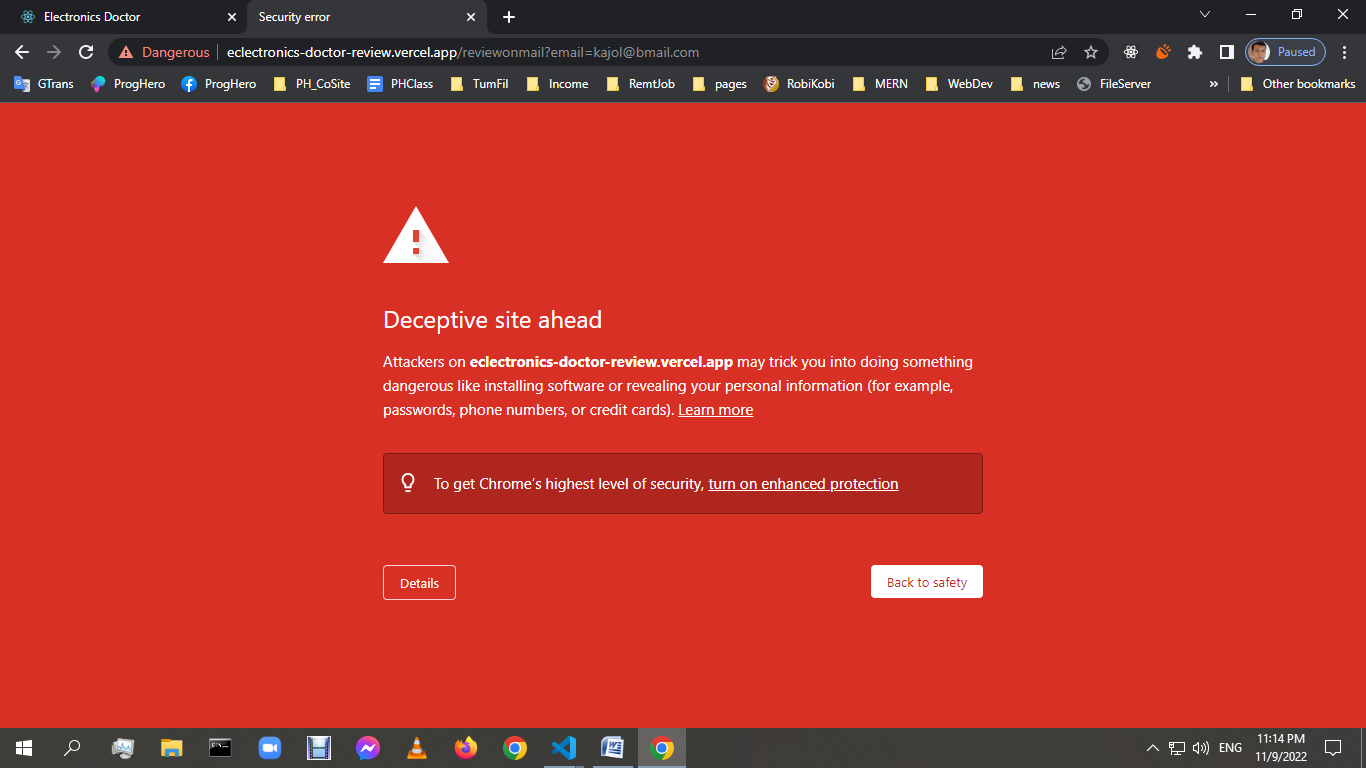 Electronics Doctor
Security error
Dangerous
eclectronics-doctor-review.vercel.app/reviewonmail?email=kajol@bmail.com
Paused
GTrans
ProgHero
ProgHero
PH_CoSite
PHClass
TumFil
Income
RemtJob
pages
RobiKobi
MERN
WebDev
news
FileServer
»
Other bookmarks
Deceptive site ahead
Attackers on eclectronics-doctor-review.vercel.app may trick you into doing something
dangerous like installing software or revealing your personal information (for example,
passwords, phone numbers, or credit cards). Learn more
To get Chrome's highest level of security, turn on enhanced protection
Details
Back to safety
ENG
11:14 PM
11/9/2022